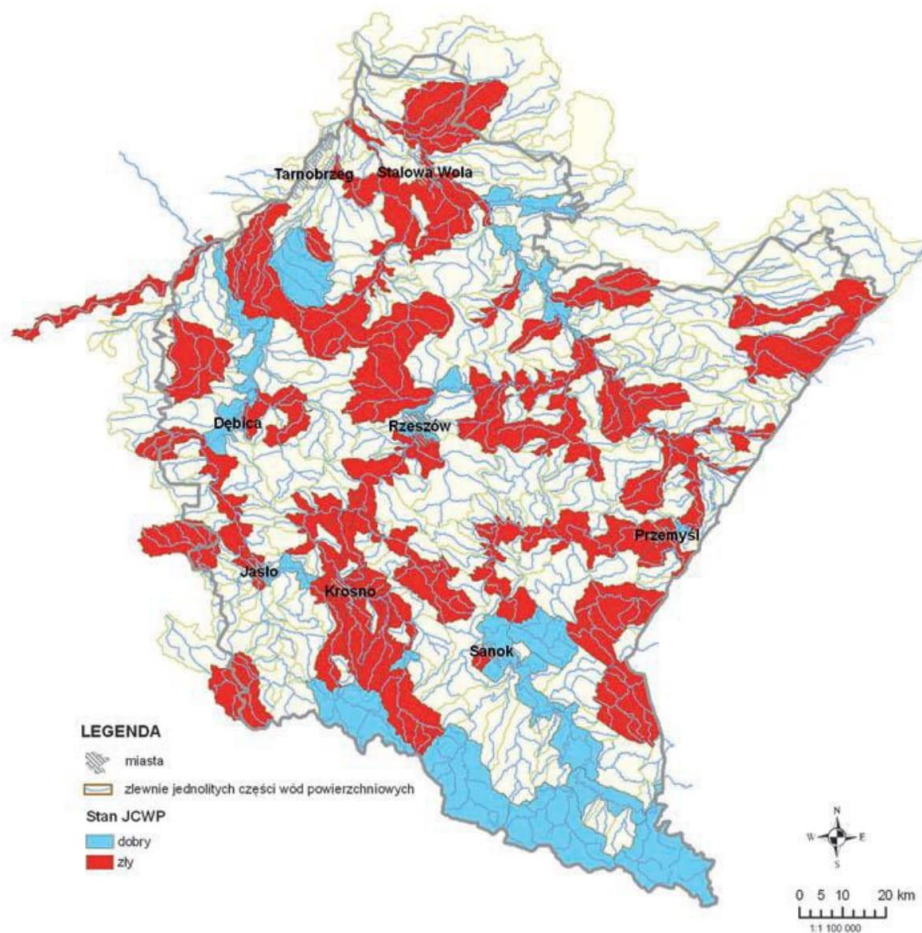 Tarnobrzeg
Stalowa Wola
Dębica
Rzeszów
Przemyśl
Jasło
Krosno
Sanok
LEGENDA
miasta
zlewnie jednolitych części wód powierzchniowych
Stan JCWP
dobry
zły
N
W E
S
0 5 10 20 km
1:1 100 000